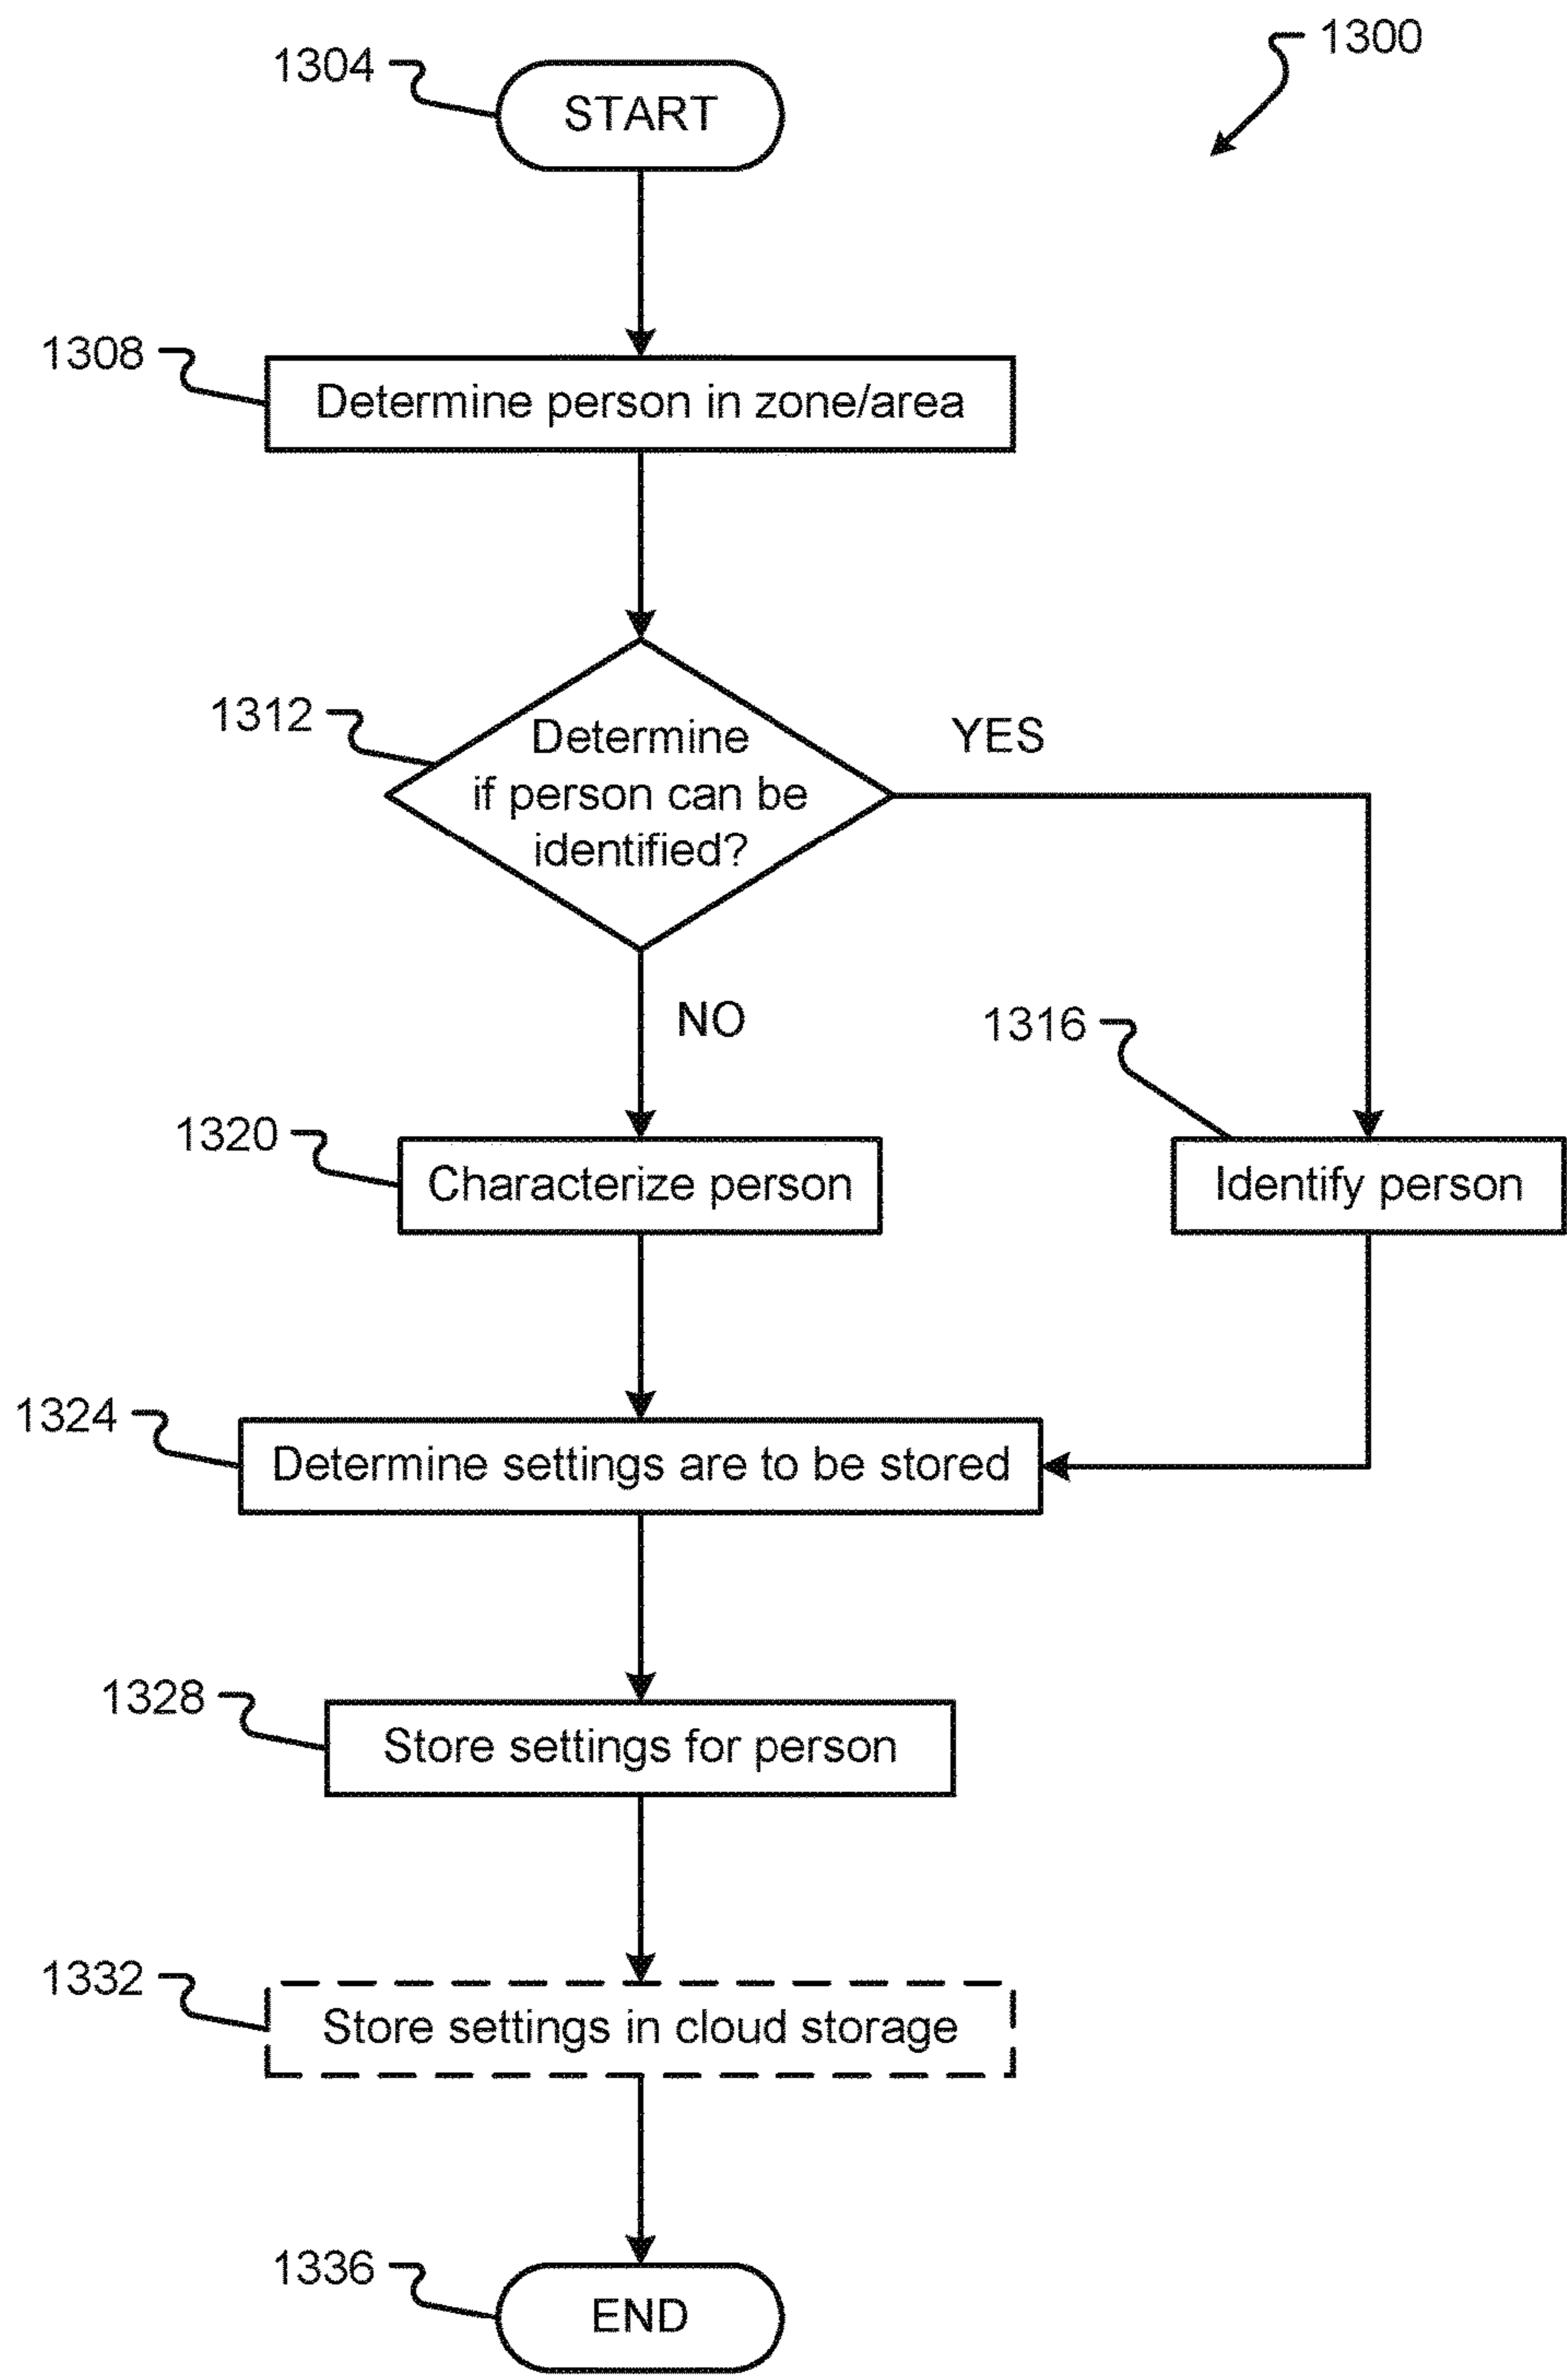 1300
1304
START
1308
Determine person in zone/area
1312
Determine
if person can be
identified?
YES
NO
1316
1320
Characterize person
Identify person
1324
Determine settings are to be stored
1328
Store settings for person
1332
Store settings in cloud storage
1336
END